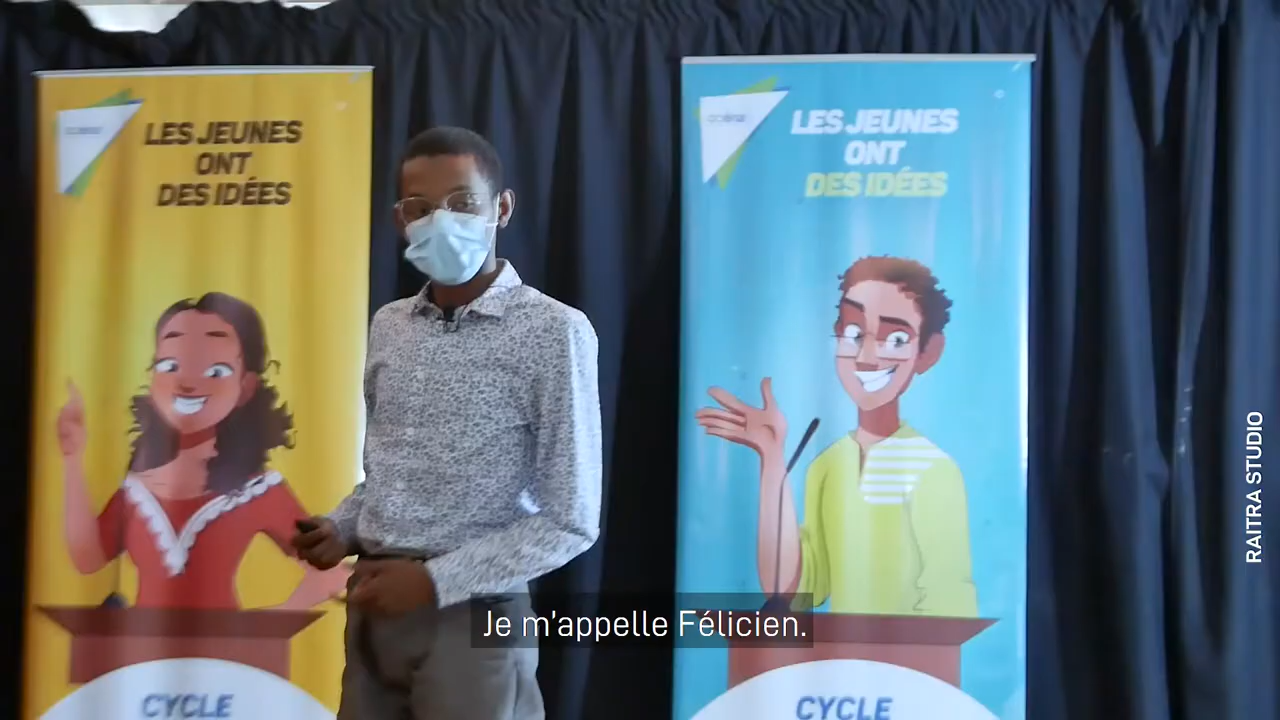 LES JEUNES
ONT
DES IDÉES
CYCLE
LES JEUNES
ONT
DES IDÉES
CYCLE
Je m'appelle Félicien.
RAITRA STUDIO